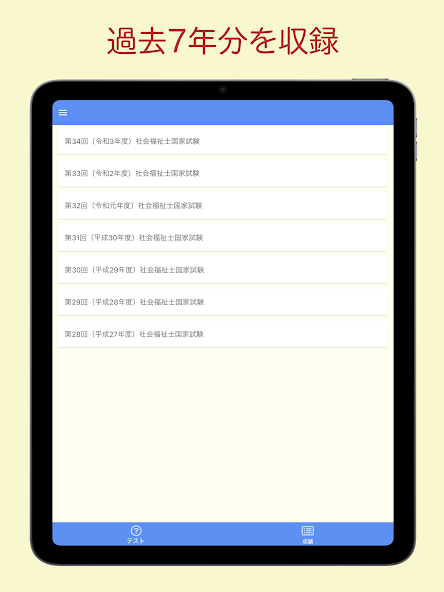 過去7年分を収録
第34回（令和3年度）社会福祉士国家試験
第33回（令和2年度）社会福祉士国家試験
第32回（令和元年度）社会福祉士国家試験
第31回（平成30年度）社会福祉士国家試験
第30回（平成29年度）社会福祉士国家試験
第29回（平成28年度）社会福祉士国家試験
第28回（平成27年度）社会福祉士国家試験
テスト
成績